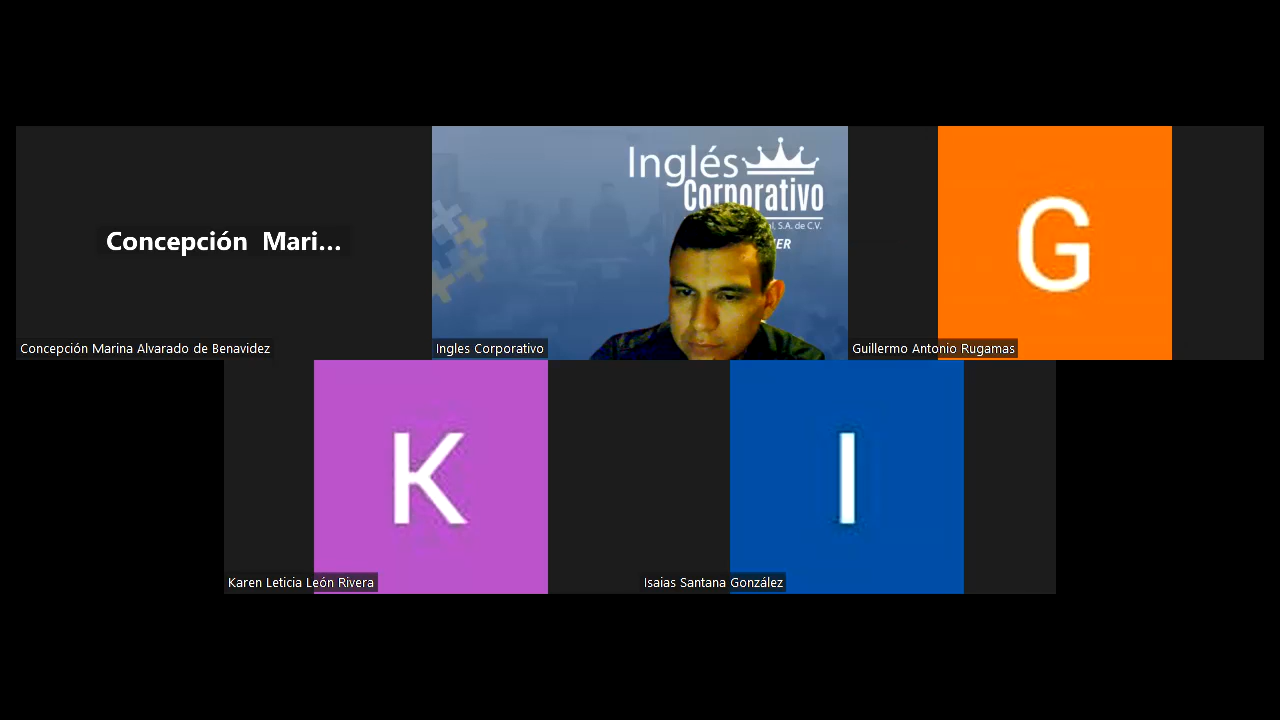 Concepción Mari...
Concepción Marina Alvarado de Benavidez
Inglés
Corporativo
l, S.A. de C.V.
ER
Ingles Corporativo
G
Guillermo Antonio Rugamas
K
Karen Leticia León Rivera
I
Isaias Santana González